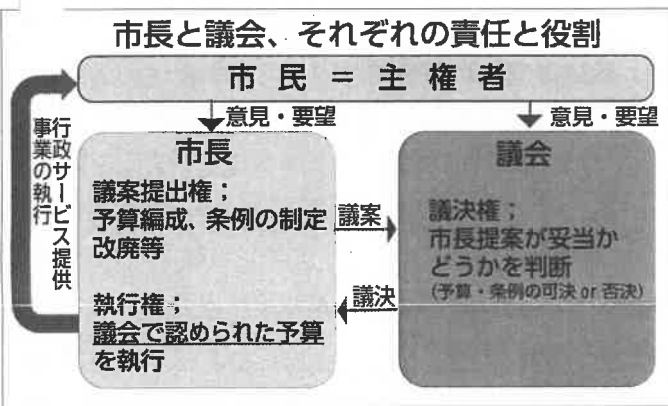 市長と議会、それぞれの責任と役割
市民＝主権者
意見・要望
意見・要望
行政サービス提供
事業の執行
市長
議案提出権；
予算編成、条例の制定
改廃等
執行権；
議会で認められた予算
を執行
議案
議決
議会
議決権；
市長提案が妥当か
どうかを判断
(予算・条例の可決 or 否決)